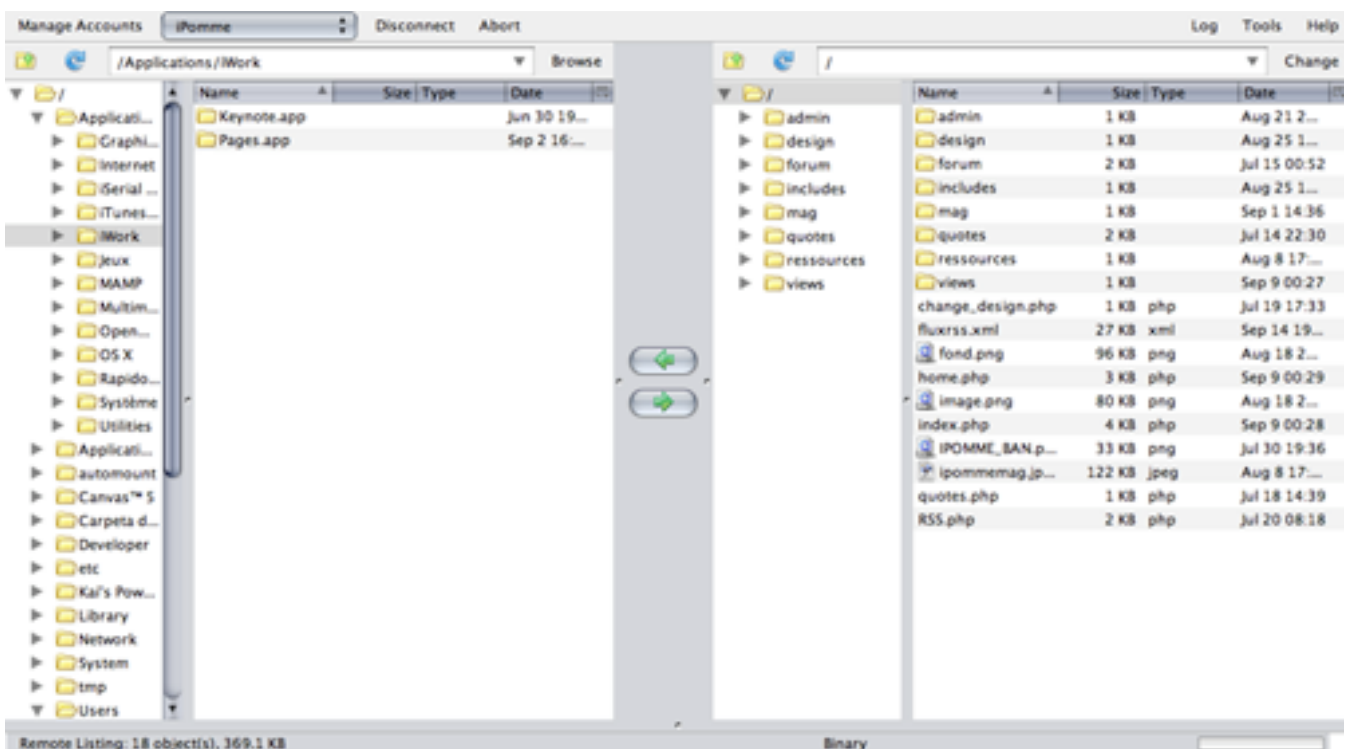 Manage Accounts iPomme Disconnect Abort Log Tools Help
/Applications/iWork Browse
/ Change
/
Applicati...
Graphi...
Internet
iSerial ...
iTunes...
iWork
Jeux
MAMP
Multim...
Open...
OS X
Rapido...
Système
Utilities
Applicati...
automount
Canvas™ 5
Carpeta d...
Developer
etc
Kai's Pow...
Library
Network
System
tmp
Users
Name Size Type Date
Keynote.app Jun 30 19...
Pages.app Sep 2 16:...
/
admin
design
forum
includes
mag
quotes
ressources
views
Name Size Type Date
admin 1 KB Aug 21 2...
design 1 KB Aug 25 1...
forum 2 KB Jul 15 00:52
includes 1 KB Aug 25 1...
mag 1 KB Sep 1 14:36
quotes 2 KB Jul 14 22:30
ressources 1 KB Aug 8 17:...
views 1 KB Sep 9 00:27
change_design.php 1 KB php Jul 19 17:33
fluxrss.xml 27 KB xml Sep 14 19...
fond.png 96 KB png Aug 18 2...
home.php 3 KB php Sep 9 00:29
image.png 80 KB png Aug 18 2...
index.php 4 KB php Sep 9 00:28
IPOMME_BAN.p... 33 KB png Jul 30 19:36
ipommemag.jp... 122 KB jpeg Aug 8 17:...
quotes.php 1 KB php Jul 18 14:39
RSS.php 2 KB php Jul 20 08:18
Remote Listing: 18 object(s), 369.1 KB Binary